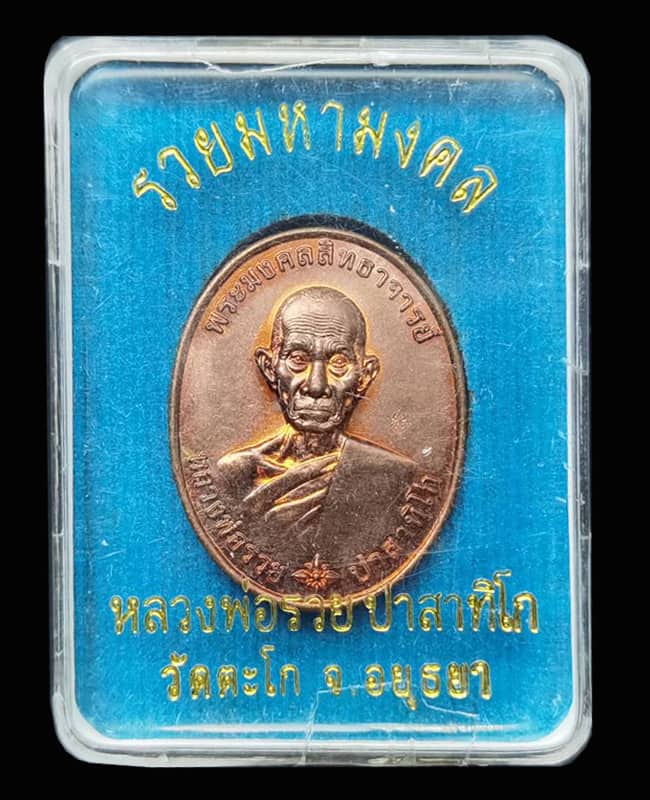 รวยมหามงคล
พระมงคลสิทธาจารย์
หลวงพ่อรวย ปาสาทิโก
หลวงพ่อรวย ปาสาทิโก
วัดตะโก จ.อยุธยา